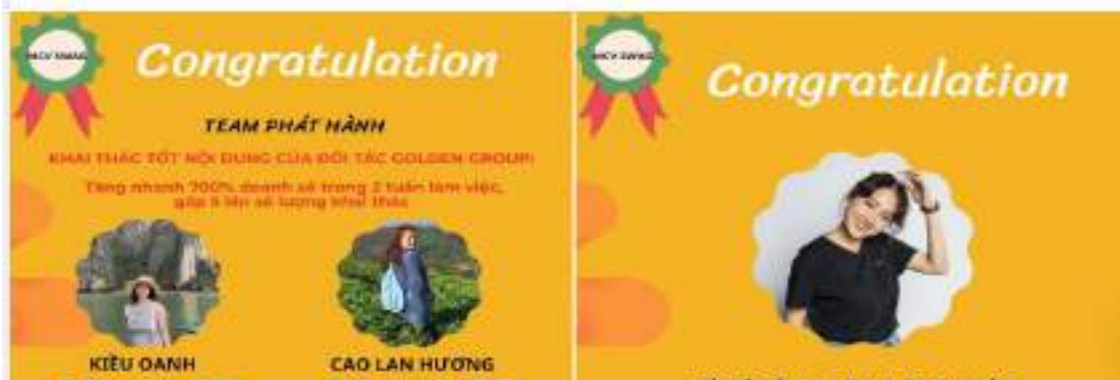 Congratulation
TEAM PHÁT HÀNH
KHAI THÁC TỐT NỘI DUNG CỦA ĐỐI TÁC GOLDEN GROUP:
Tăng nhanh 700% doanh số trong 2 tuần làm việc,
gấp 5 lần số lượng khai thác
KIỀU OANH
CAO LAN HƯƠNG
Congratulation